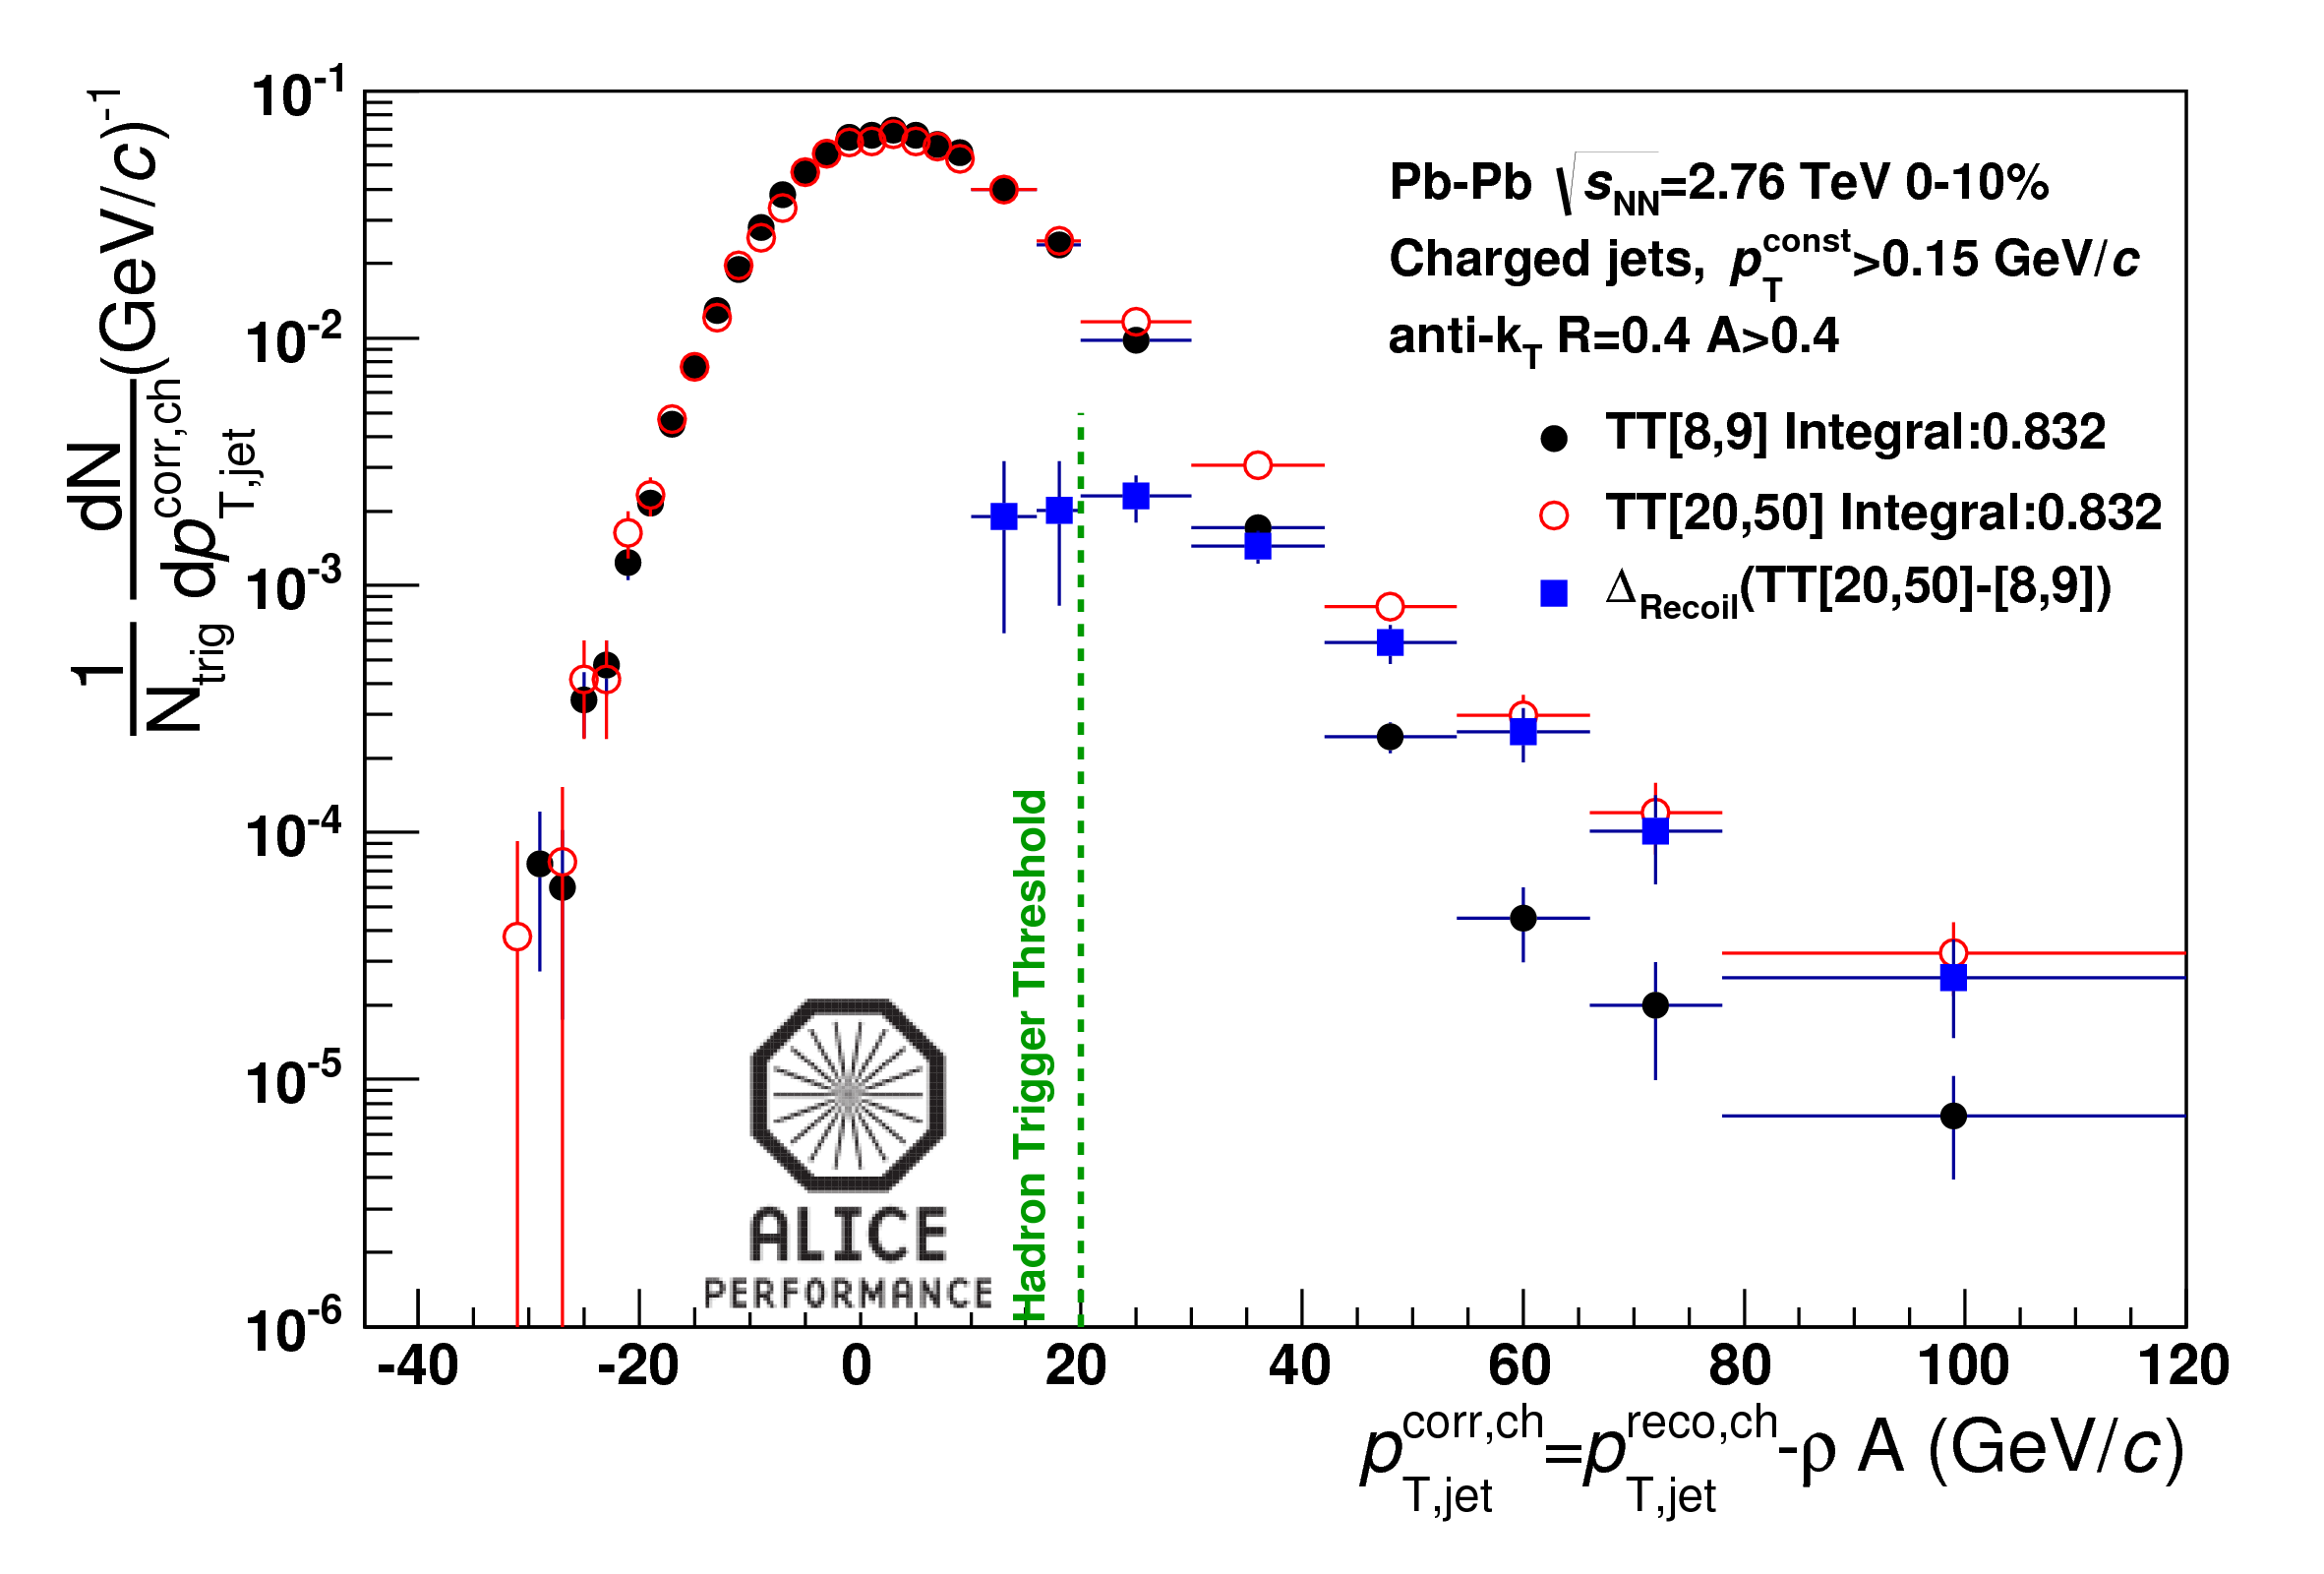 10^-1
10^-2
10^-3
10^-4
10^-5
10^-6
1/N_trig dN/dp_T,jet^corr,ch (GeV/c)^-1
Pb-Pb √s_NN=2.76 TeV 0-10%
Charged jets, p_T^const>0.15 GeV/c
anti-k_T R=0.4 A>0.4
TT[8,9] Integral:0.832
TT[20,50] Integral:0.832
Δ_Recoil(TT[20,50]-[8,9])
Hadron Trigger Threshold
ALICE
PERFORMANCE
-40 -20 0 20 40 60 80 100 120
p_T,jet^corr,ch=p_T,jet^reco,ch-ρ A (GeV/c)